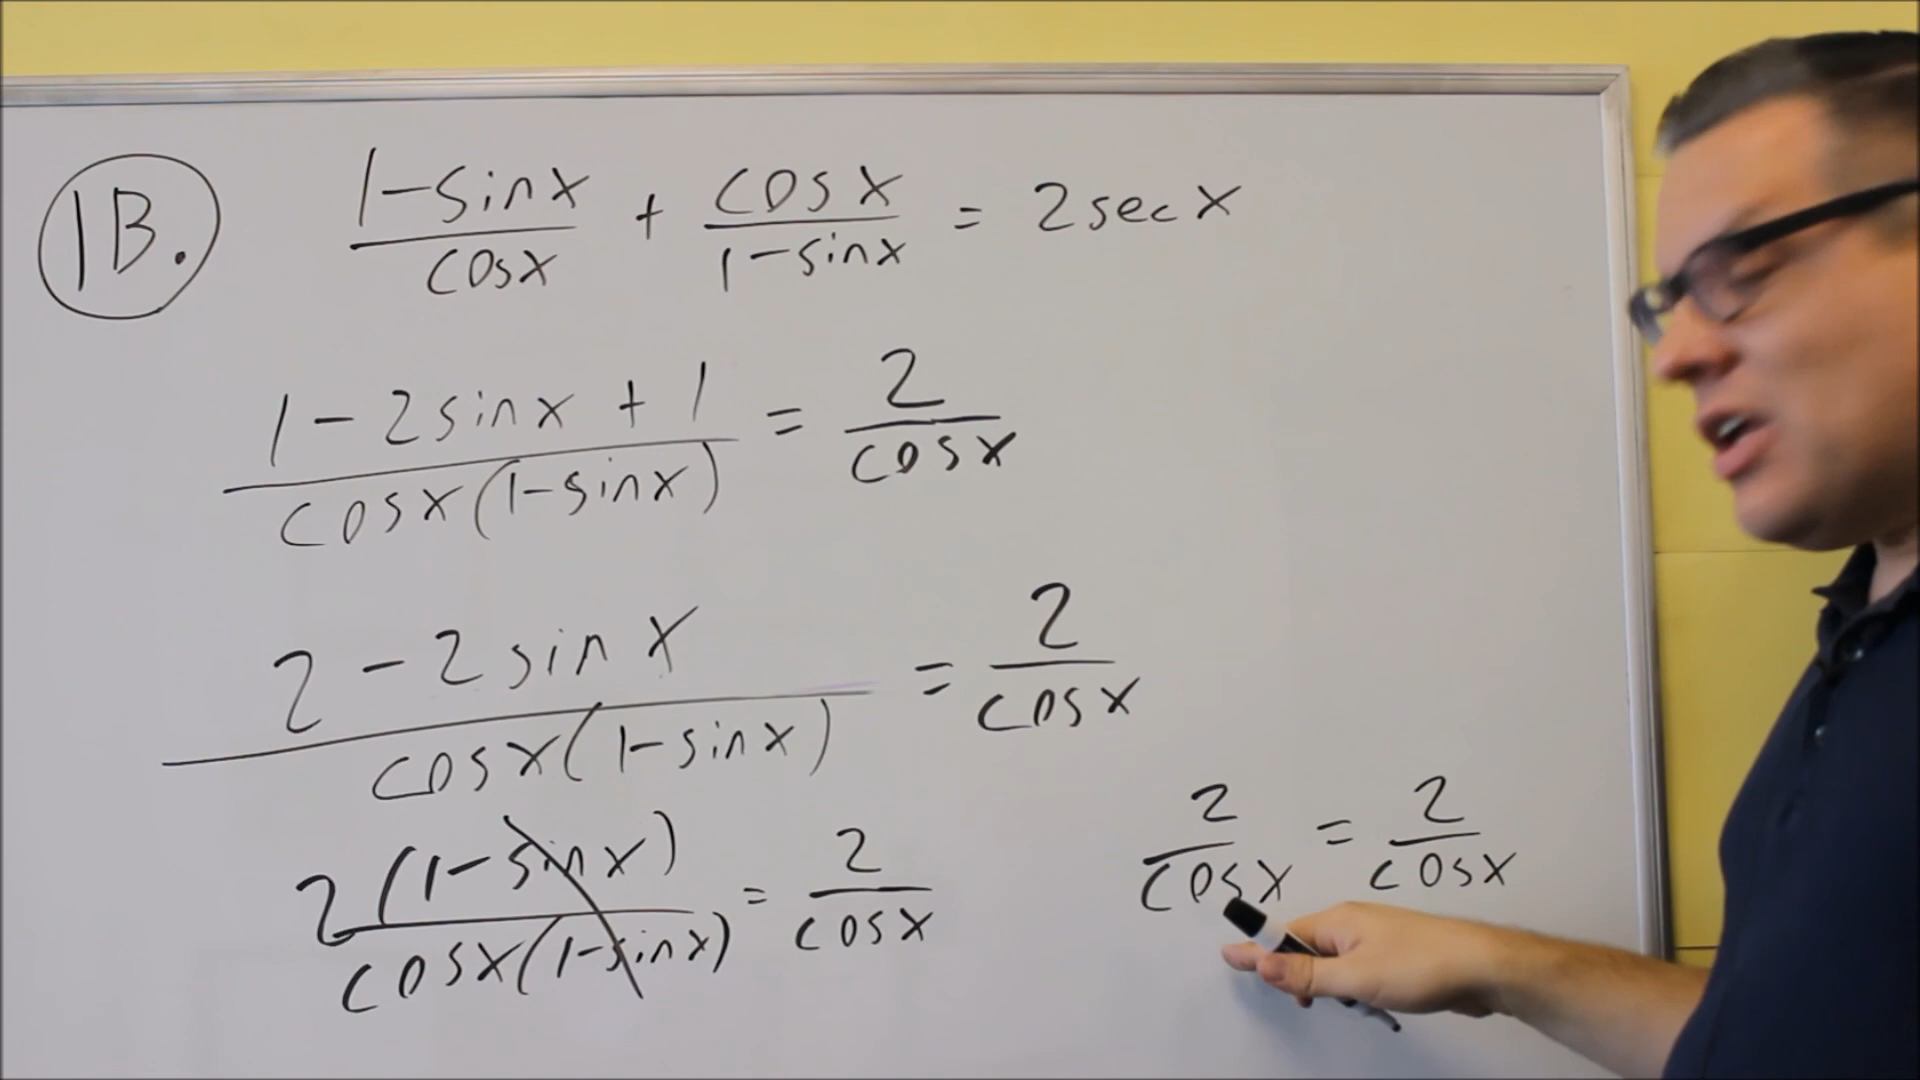 1B. (1-sinx)/(cosx) + (cosx)/(1-sinx) = 2secx
(1-2sinx+1)/(cosx(1-sinx)) = 2/(cosx)
(2-2sinx)/(cosx(1-sinx)) = 2/(cosx)
(2(1-sinx))/(cosx(1-sinx)) = 2/(cosx)
2/(cosx) = 2/(cosx)